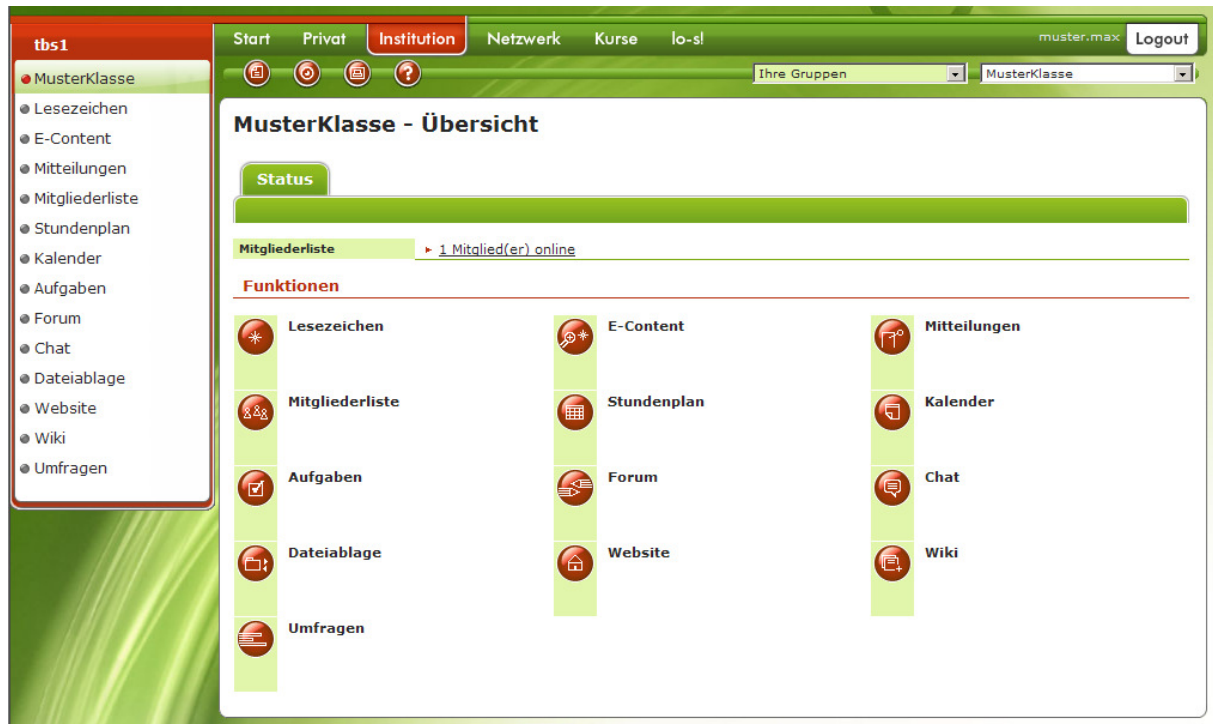 tbs1
Start Privat Institution Netzwerk Kurse lo-s! muster.max Logout
Ihre Gruppen MusterKlasse
MusterKlasse
Lesezeichen
E-Content
Mitteilungen
Mitgliederliste
Stundenplan
Kalender
Aufgaben
Forum
Chat
Dateiablage
Website
Wiki
Umfragen
MusterKlasse - Übersicht
Status
Mitgliederliste 1 Mitglied(er) online
Funktionen
Lesezeichen E-Content Mitteilungen
Mitgliederliste Stundenplan Kalender
Aufgaben Forum Chat
Dateiablage Website Wiki
Umfragen